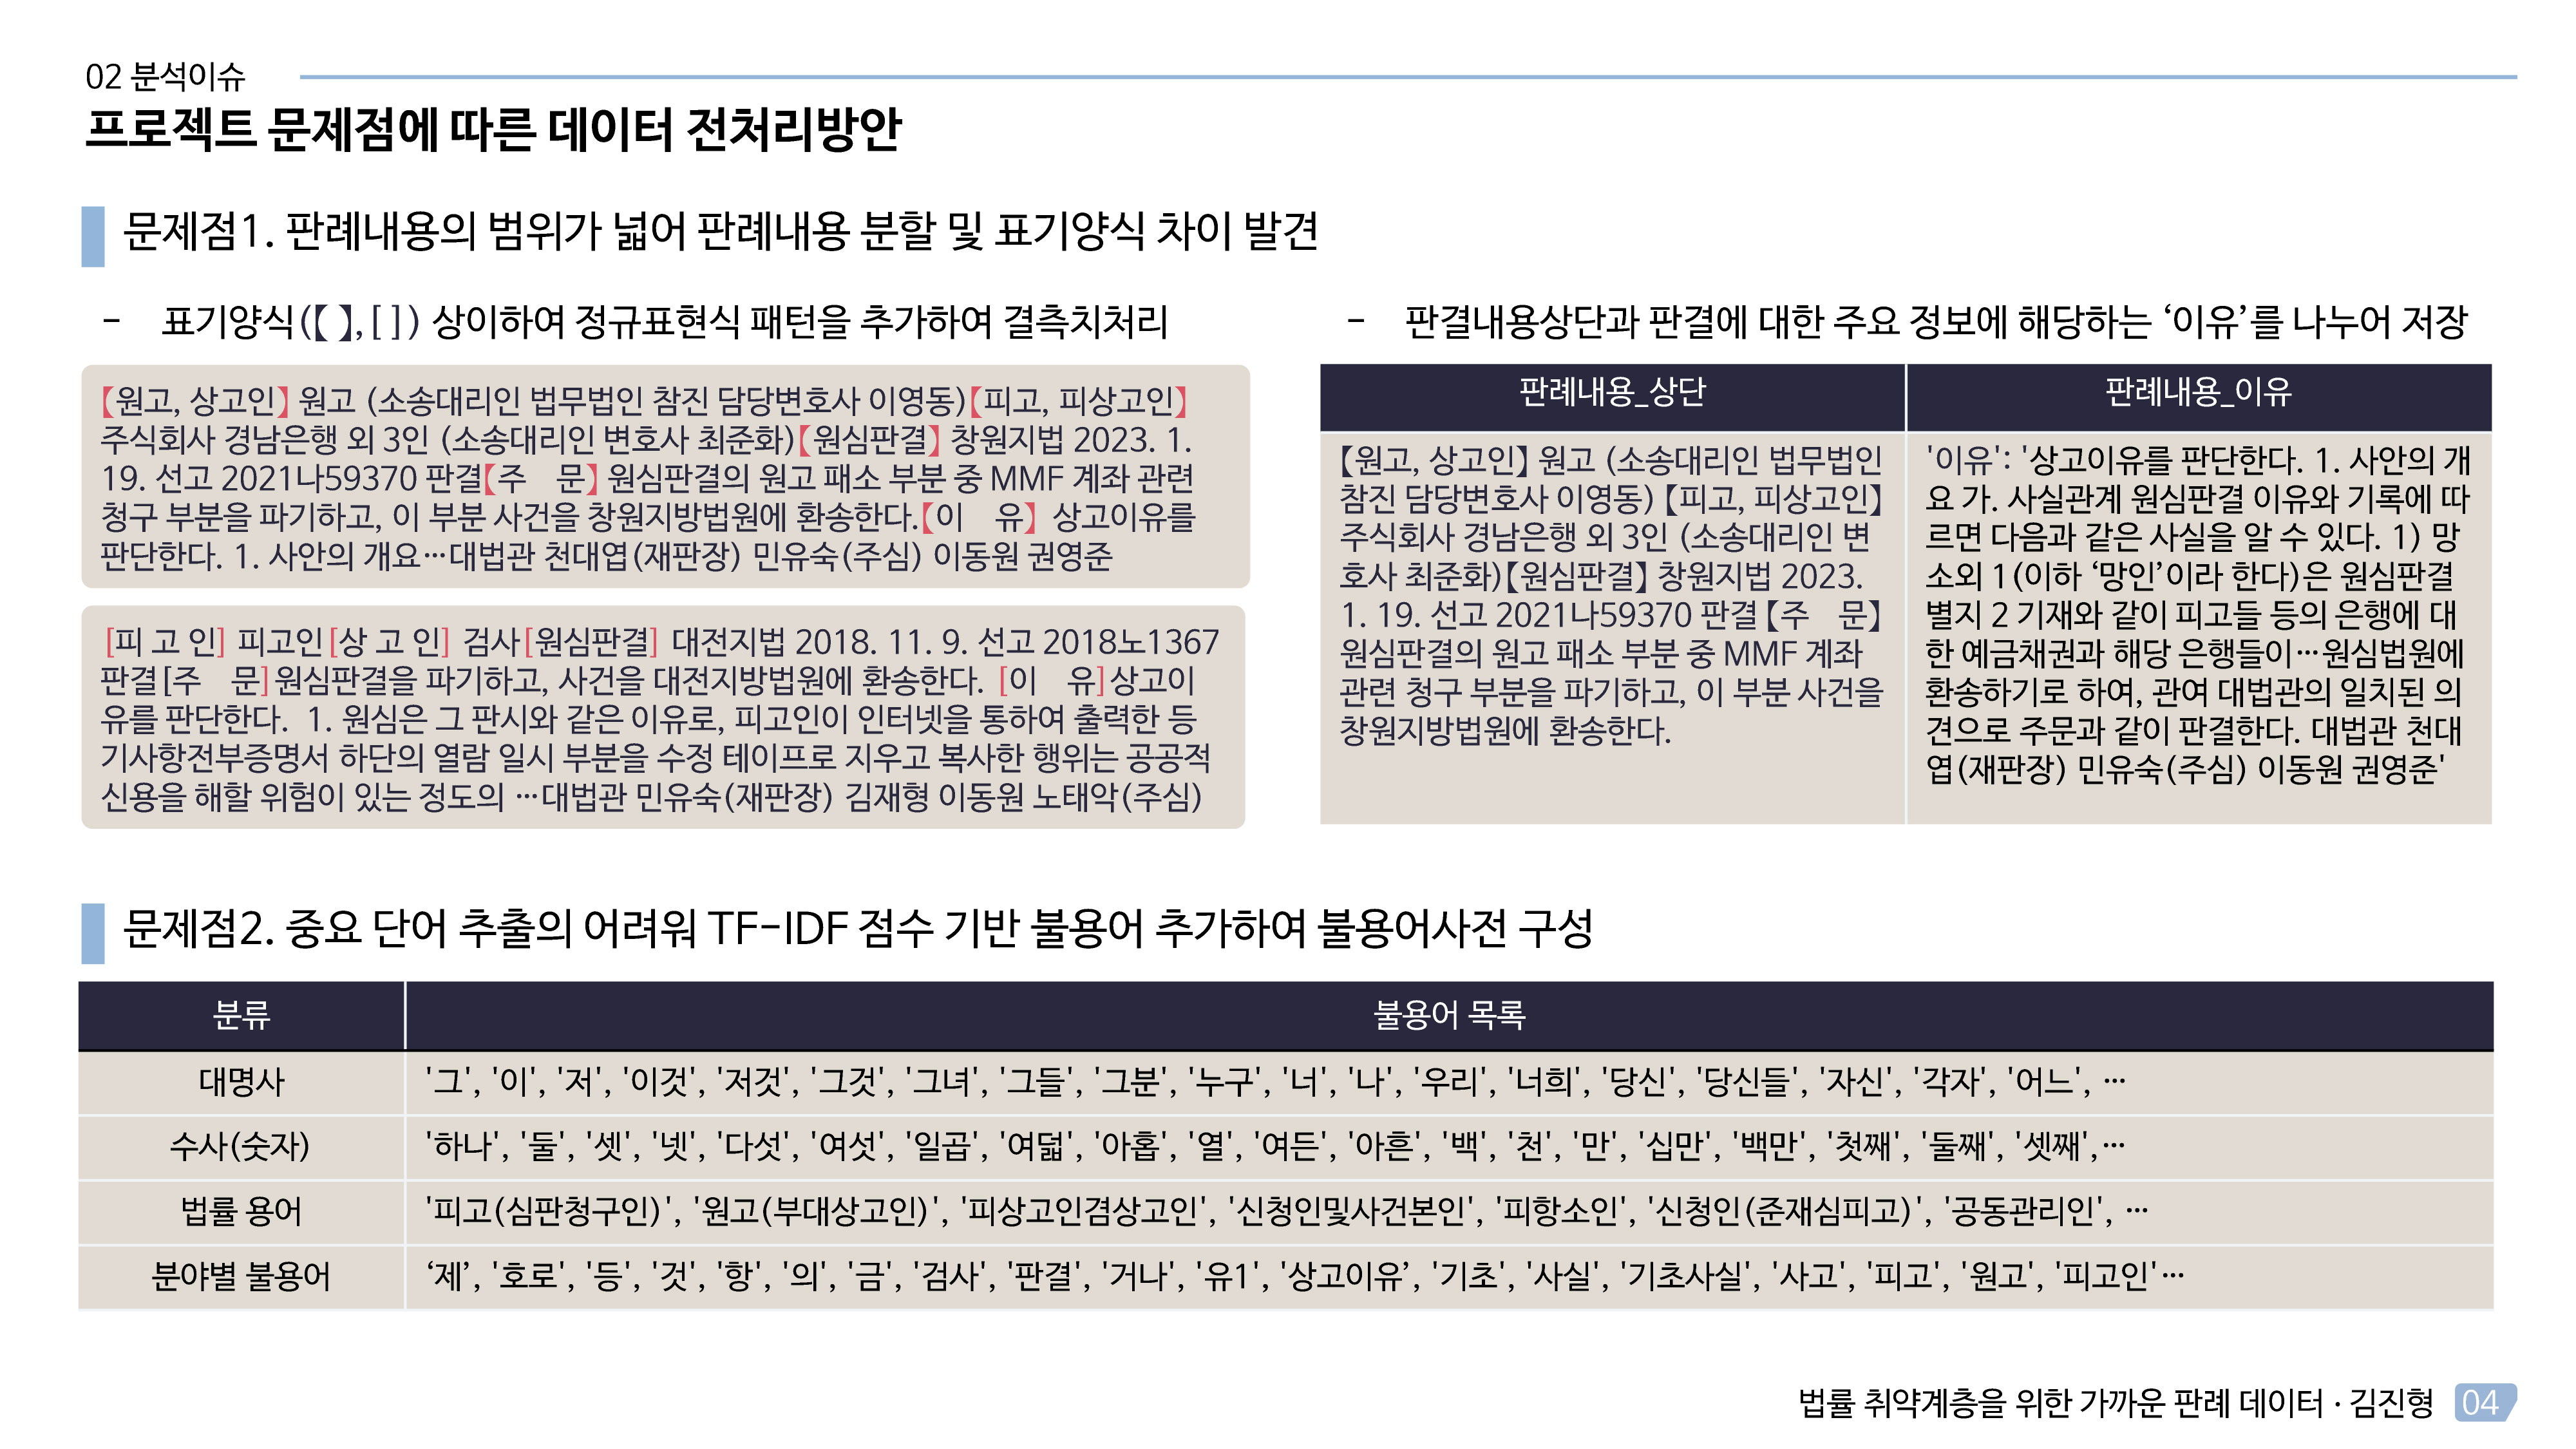 02 분석이슈
프로젝트 문제점에 따른 데이터 전처리방안
문제점1. 판례내용의 범위가 넓어 판례내용 분할 및 표기양식 차이 발견
- 표기양식(【 】, [ ]) 상이하여 정규표현식 패턴을 추가하여 결측치처리
【원고, 상고인】 원고 (소송대리인 법무법인 참진 담당변호사 이영동)【피고, 피상고인】
주식회사 경남은행 외 3인 (소송대리인 변호사 최준화)【원심판결】 창원지법 2023. 1.
19. 선고 2021나59370 판결【주 문】 원심판결의 원고 패소 부분 중 MMF 계좌 관련
청구 부분을 파기하고, 이 부분 사건을 창원지방법원에 환송한다.【이 유】 상고이유를
판단한다. 1. 사안의 개요…대법관 천대엽(재판장) 민유숙(주심) 이동원 권영준
[피 고 인] 피고인 [상 고 인] 검사 [원심판결] 대전지법 2018. 11. 9. 선고 2018노1367
판결[주 문]원심판결을 파기하고, 사건을 대전지방법원에 환송한다. [이 유]상고이
유를 판단한다. 1. 원심은 그 판시와 같은 이유로, 피고인이 인터넷을 통하여 출력한 등
기사항전부증명서 하단의 열람 일시 부분을 수정 테이프로 지우고 복사한 행위는 공공적
신용을 해할 위험이 있는 정도의 …대법관 민유숙(재판장) 김재형 이동원 노태악(주심)
- 판결내용상단과 판결에 대한 주요 정보에 해당하는 ‘이유’를 나누어 저장
판례내용_상단 판례내용_이유
【원고, 상고인】 원고 (소송대리인 법무법인
참진 담당변호사 이영동) 【피고, 피상고인】
주식회사 경남은행 외 3인 (소송대리인 변
호사 최준화)【원심판결】 창원지법 2023.
1. 19. 선고 2021나59370 판결 【주 문】
원심판결의 원고 패소 부분 중 MMF 계좌
관련 청구 부분을 파기하고, 이 부분 사건을
창원지방법원에 환송한다.
'이유': '상고이유를 판단한다. 1. 사안의 개
요 가. 사실관계 원심판결 이유와 기록에 따
르면 다음과 같은 사실을 알 수 있다. 1) 망
소외 1(이하 ‘망인’이라 한다)은 원심판결
별지 2 기재와 같이 피고들 등의 은행에 대
한 예금채권과 해당 은행들이…원심법원에
환송하기로 하여, 관여 대법관의 일치된 의
견으로 주문과 같이 판결한다. 대법관 천대
엽(재판장) 민유숙(주심) 이동원 권영준'
문제점2. 중요 단어 추출의 어려워 TF-IDF 점수 기반 불용어 추가하여 불용어사전 구성
분류 불용어 목록
대명사 '그', '이', '저', '이것', '저것', '그것', '그녀', '그들', '그분', '누구', '너', '나', '우리', '너희', '당신', '당신들', '자신', '각자', '어느', …
수사(숫자) '하나', '둘', '셋', '넷', '다섯', '여섯', '일곱', '여덟', '아홉', '열', '여든', '아흔', '백', '천', '만', '십만', '백만', '첫째', '둘째', '셋째',…
법률 용어 '피고(심판청구인)', '원고(부대상고인)', '피상고인겸상고인', '신청인및사건본인', '피항소인', '신청인(준재심피고)', '공동관리인', …
분야별 불용어 ‘제’, '호로', '등', '것', '항', '의', '금', '검사', '판결', '거나', '유1', '상고이유’, '기초', '사실', '기초사실', '사고', '피고', '원고', '피고인'…
법률 취약계층을 위한 가까운 판례 데이터 · 김진형 04